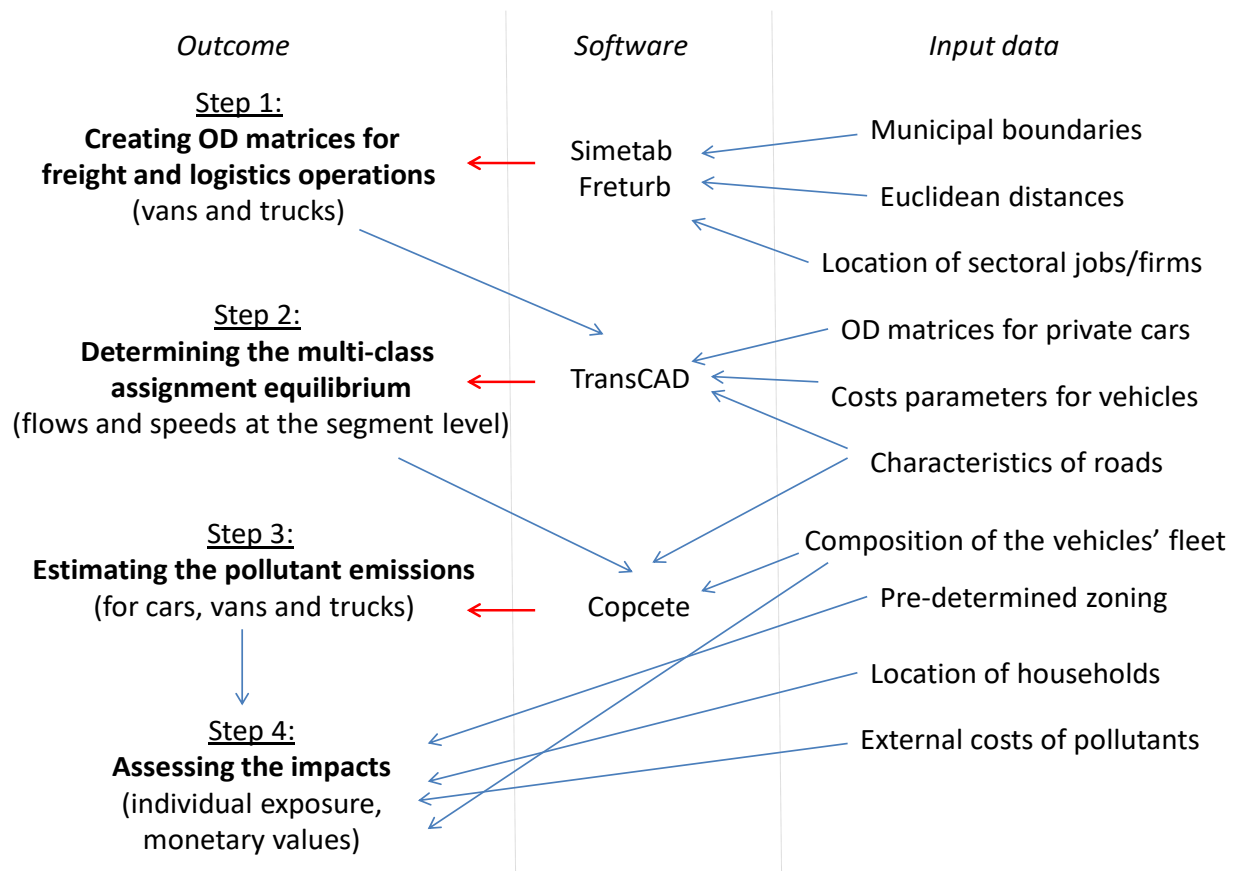 Outcome
Software
Input data
Step 1:
Creating OD matrices for
freight and logistics operations
(vans and trucks)
Simetab
Freturb
Municipal boundaries
Euclidean distances
Location of sectoral jobs/firms
Step 2:
Determining the multi-class
assignment equilibrium
(flows and speeds at the segment level)
TransCAD
OD matrices for private cars
Costs parameters for vehicles
Characteristics of roads
Step 3:
Estimating the pollutant emissions
(for cars, vans and trucks)
Copcete
Composition of the vehicles’ fleet
Pre-determined zoning
Location of households
External costs of pollutants
Step 4:
Assessing the impacts
(individual exposure,
monetary values)